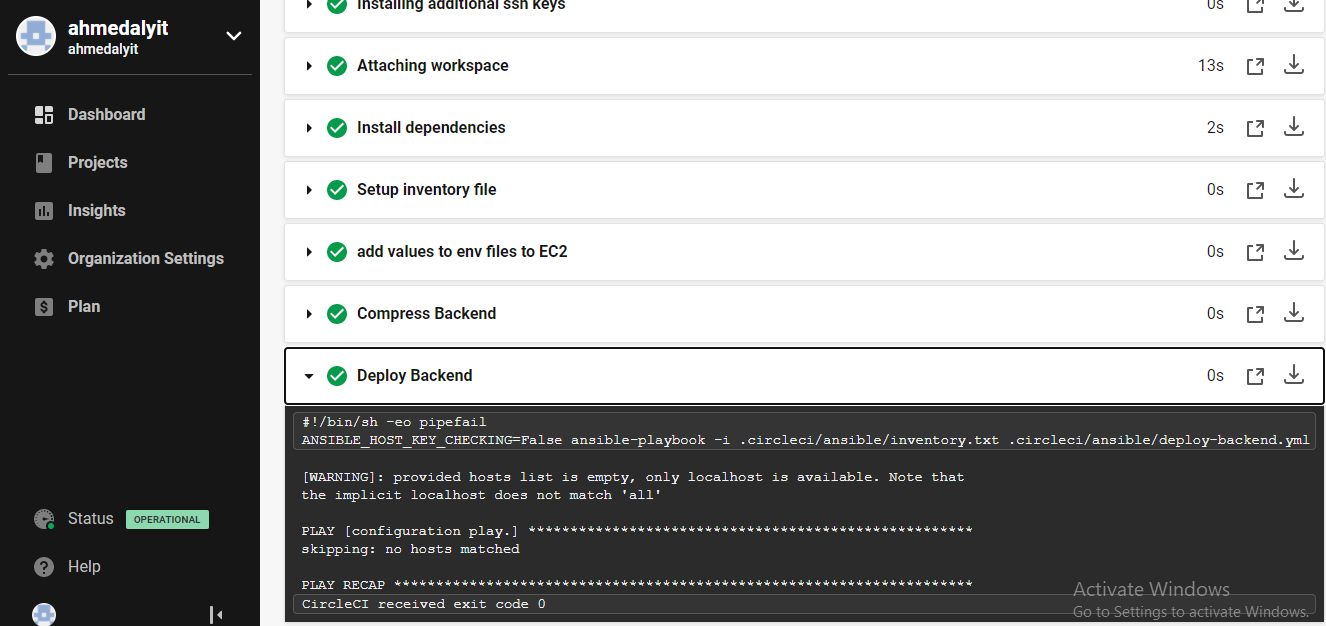 ahmedalyit
ahmedalyit
Dashboard
Projects
Insights
Organization Settings
Plan
Status OPERATIONAL
Help
Installing additional ssh keys 0s
Attaching workspace 13s
Install dependencies 2s
Setup inventory file 0s
add values to env files to EC2 0s
Compress Backend 0s
Deploy Backend 0s
#!/bin/sh -eo pipefail
ANSIBLE_HOST_KEY_CHECKING=False ansible-playbook -i .circleci/ansible/inventory.txt .circleci/ansible/deploy-backend.yml
[WARNING]: provided hosts list is empty, only localhost is available. Note that
the implicit localhost does not match 'all'
PLAY [configuration play.] *****************************************************
skipping: no hosts matched
PLAY RECAP *********************************************************************
CircleCI received exit code 0
Activate Windows
Go to Settings to activate Windows.